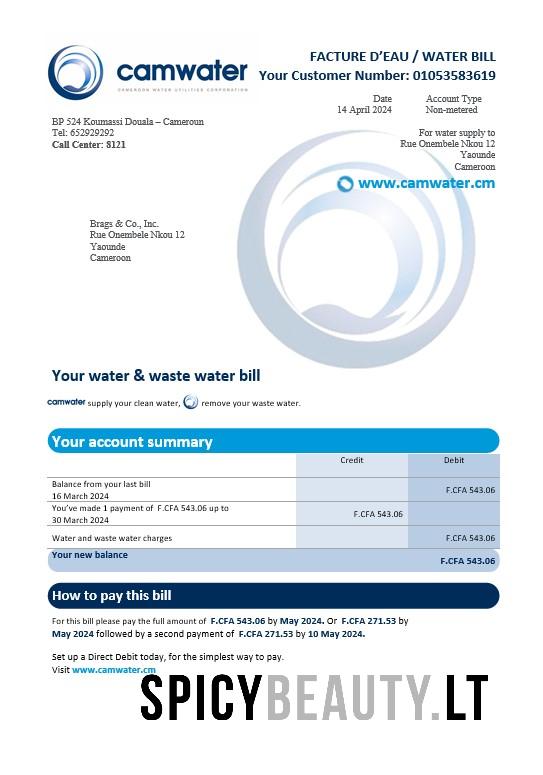 camwater
CAMEROON WATER UTILITIES CORPORATION
FACTURE D'EAU / WATER BILL
Your Customer Number: 01053583619
Date Account Type
14 April 2024 Non-metered
BP 524 Koumassi Douala – Cameroun
Tel: 652929292
Call Center: 8121
For water supply to
Rue Onembele Nkou 12
Yaounde
Cameroon
www.camwater.cm
Brags & Co., Inc.
Rue Onembele Nkou 12
Yaounde
Cameroon
Your water & waste water bill
camwater supply your clean water, remove your waste water.
Your account summary
Credit Debit
Balance from your last bill
16 March 2024 F.CFA 543.06
You've made 1 payment of F.CFA 543.06 up to
30 March 2024 F.CFA 543.06
Water and waste water charges F.CFA 543.06
Your new balance F.CFA 543.06
How to pay this bill
For this bill please pay the full amount of F.CFA 543.06 by May 2024. Or F.CFA 271.53 by
May 2024 followed by a second payment of F.CFA 271.53 by 10 May 2024.
Set up a Direct Debit today, for the simplest way to pay.
Visit www.camwater.cm
SPICYBEAUTY.LT